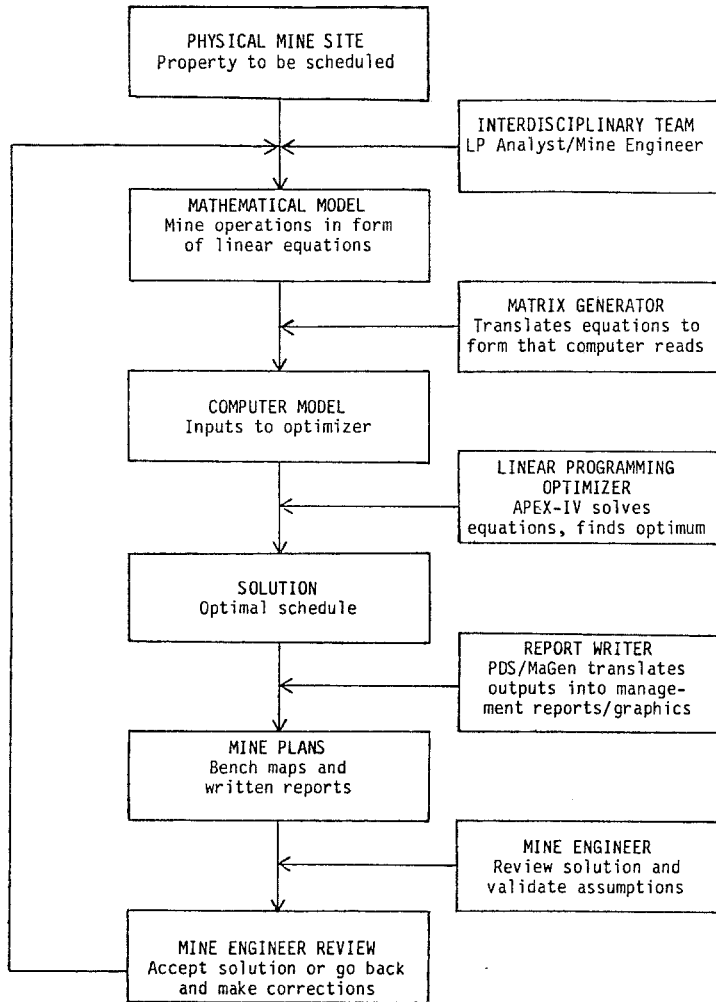 PHYSICAL MINE SITE
Property to be scheduled
INTERDISCIPLINARY TEAM
LP Analyst/Mine Engineer
MATHEMATICAL MODEL
Mine operations in form
of linear equations
MATRIX GENERATOR
Translates equations to
form that computer reads
COMPUTER MODEL
Inputs to optimizer
LINEAR PROGRAMMING
OPTIMIZER
APEX-IV solves
equations, finds optimum
SOLUTION
Optimal schedule
REPORT WRITER
PDS/MaGen translates
outputs into manage-
ment reports/graphics
MINE PLANS
Bench maps and
written reports
MINE ENGINEER
Review solution and
validate assumptions
MINE ENGINEER REVIEW
Accept solution or go back
and make corrections